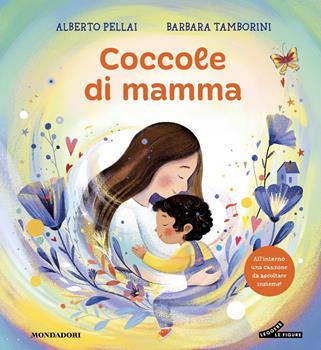 ALBERTO PELLAI BARBARA TAMBORINI
Coccole
di mamma
All'interno
una canzone
da ascoltare
insieme!
MONDADORI
LEGGERE
LE FIGURE